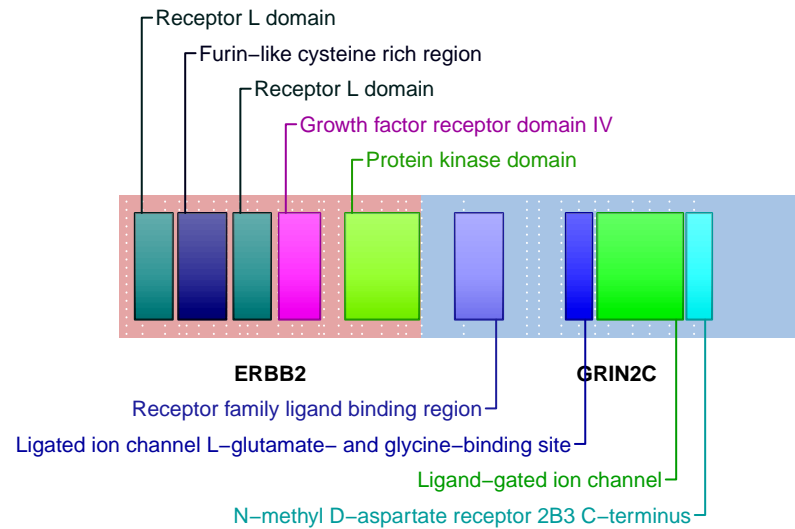 Receptor L domain
Furin−like cysteine rich region
Receptor L domain
Growth factor receptor domain IV
Protein kinase domain
ERBB2
GRIN2C
Receptor family ligand binding region
Ligated ion channel L−glutamate− and glycine−binding site
Ligand−gated ion channel
N−methyl D−aspartate receptor 2B3 C−terminus